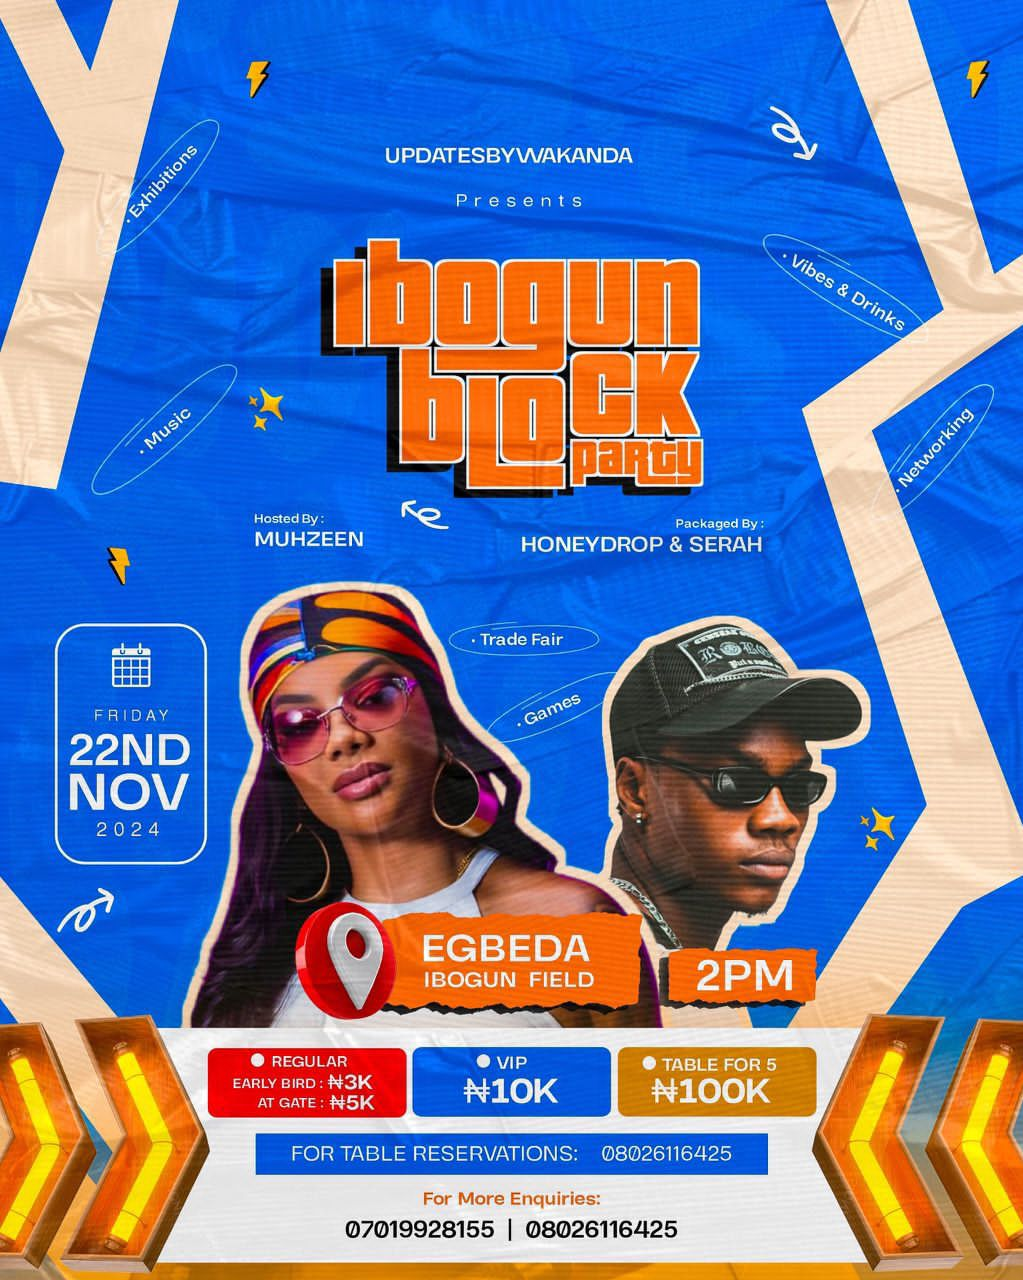 UPDATESBYWAKANDA
Presents
· Exhibitions
· Vibes & Drinks
ibogun
block
party
· Music
· Networking
Hosted By :
MUHZEEN
Packaged By :
HONEYDROP & SERAH
· Trade Fair
· Games
FRIDAY
22ND
NOV
2024
EGBEDA
IBOGUN FIELD
2PM
REGULAR
EARLY BIRD : ₦3K
AT GATE : ₦5K
VIP
₦10K
TABLE FOR 5
₦100K
FOR TABLE RESERVATIONS: 08026116425
For More Enquiries:
07019928155 | 08026116425